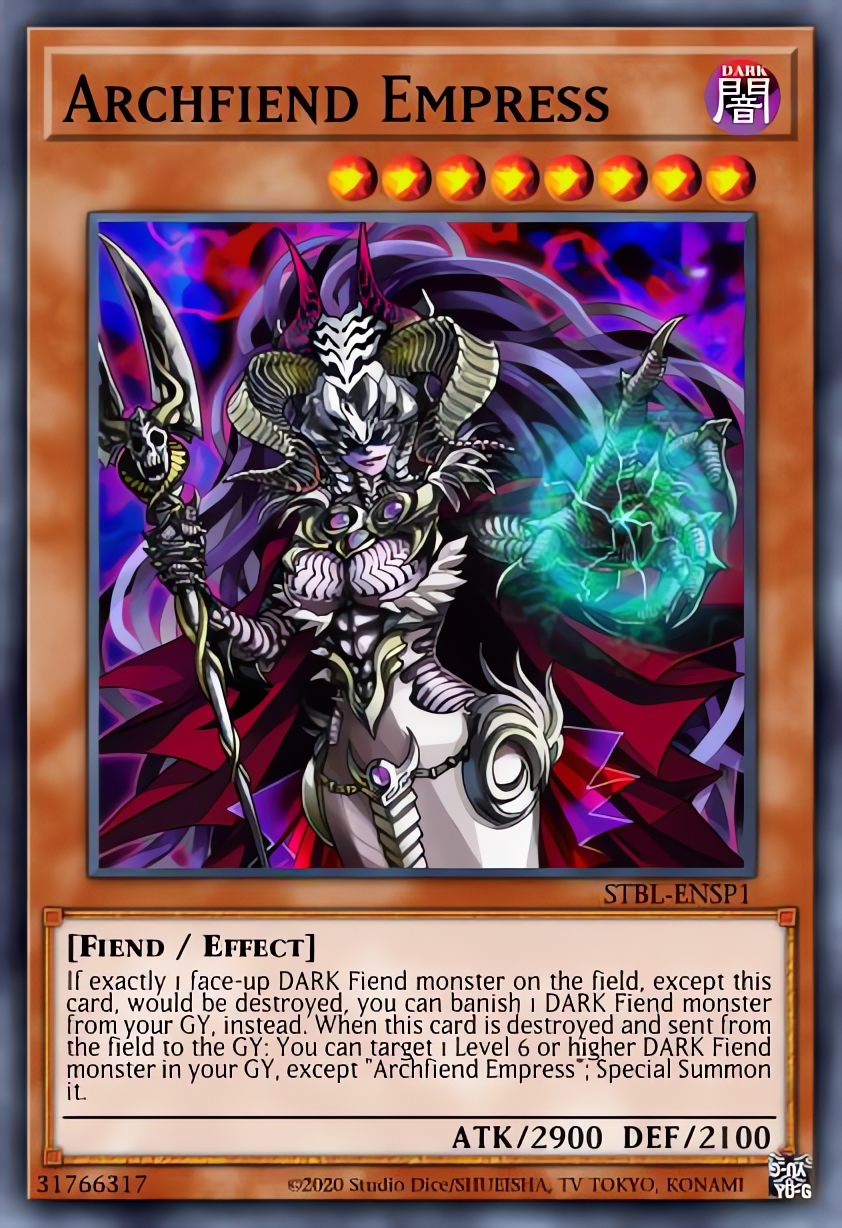 Archfiend Empress
DARK
闇
STBL-ENSP1
[Fiend / Effect]
If exactly 1 face-up DARK Fiend monster on the field, except this
card, would be destroyed, you can banish 1 DARK Fiend monster
from your GY, instead. When this card is destroyed and sent from
the field to the GY: You can target 1 Level 6 or higher DARK Fiend
monster in your GY, except "Archfiend Empress"; Special Summon
it.
ATK/2900 DEF/2100
31766317
©2020 Studio Dice/SHUEISHA, TV TOKYO, KONAMI